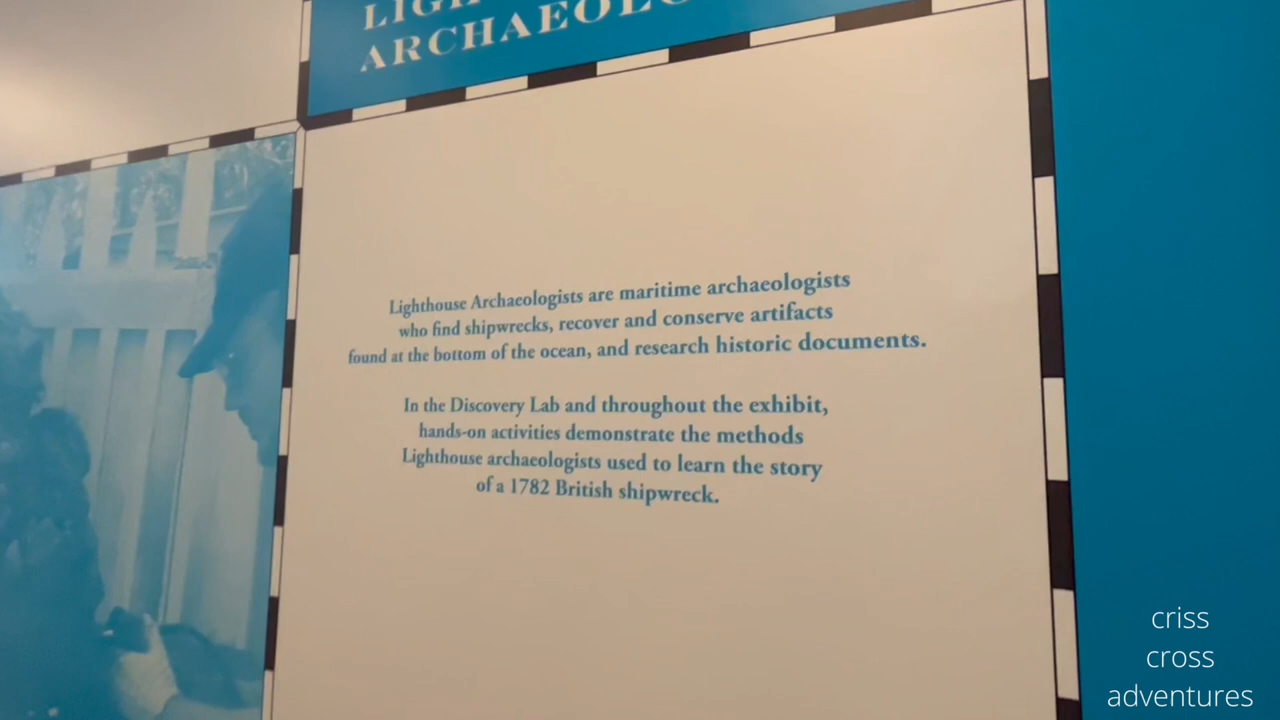 Lighthouse Archaeologists are maritime archaeologists
who find shipwrecks, recover and conserve artifacts
found at the bottom of the ocean, and research historic documents.
In the Discovery Lab and throughout the exhibit,
hands-on activities demonstrate the methods
Lighthouse archaeologists used to learn the story
of a 1782 British shipwreck.
criss
cross
adventures